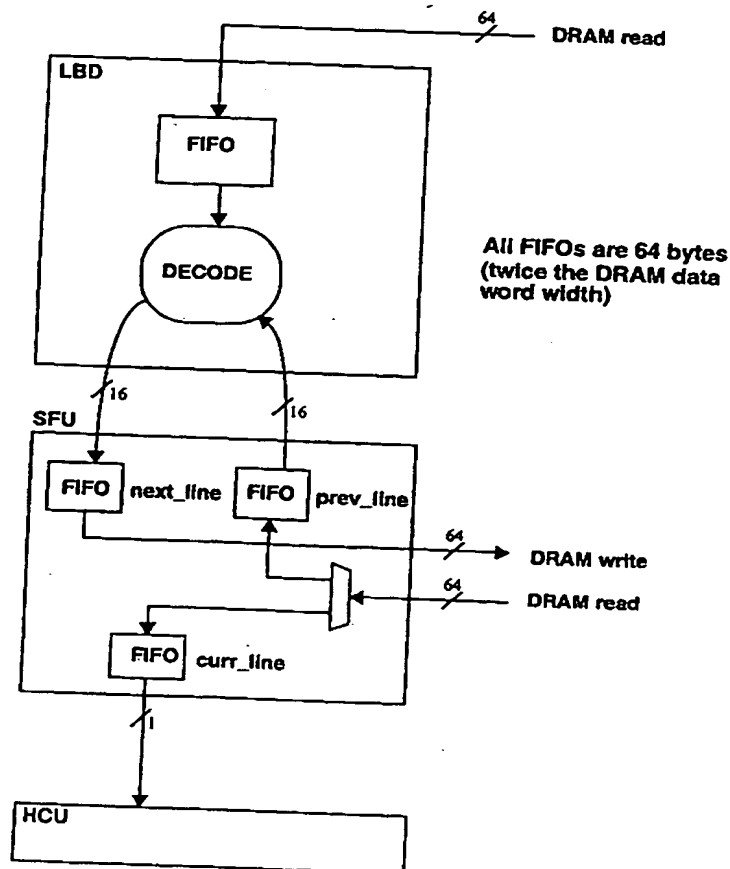 64
DRAM read
LBD
FIFO
DECODE
All FIFOs are 64 bytes
(twice the DRAM data
word width)
16
16
SFU
FIFO
next_line
FIFO
prev_line
64
DRAM write
64
DRAM read
FIFO
curr_line
1
HCU